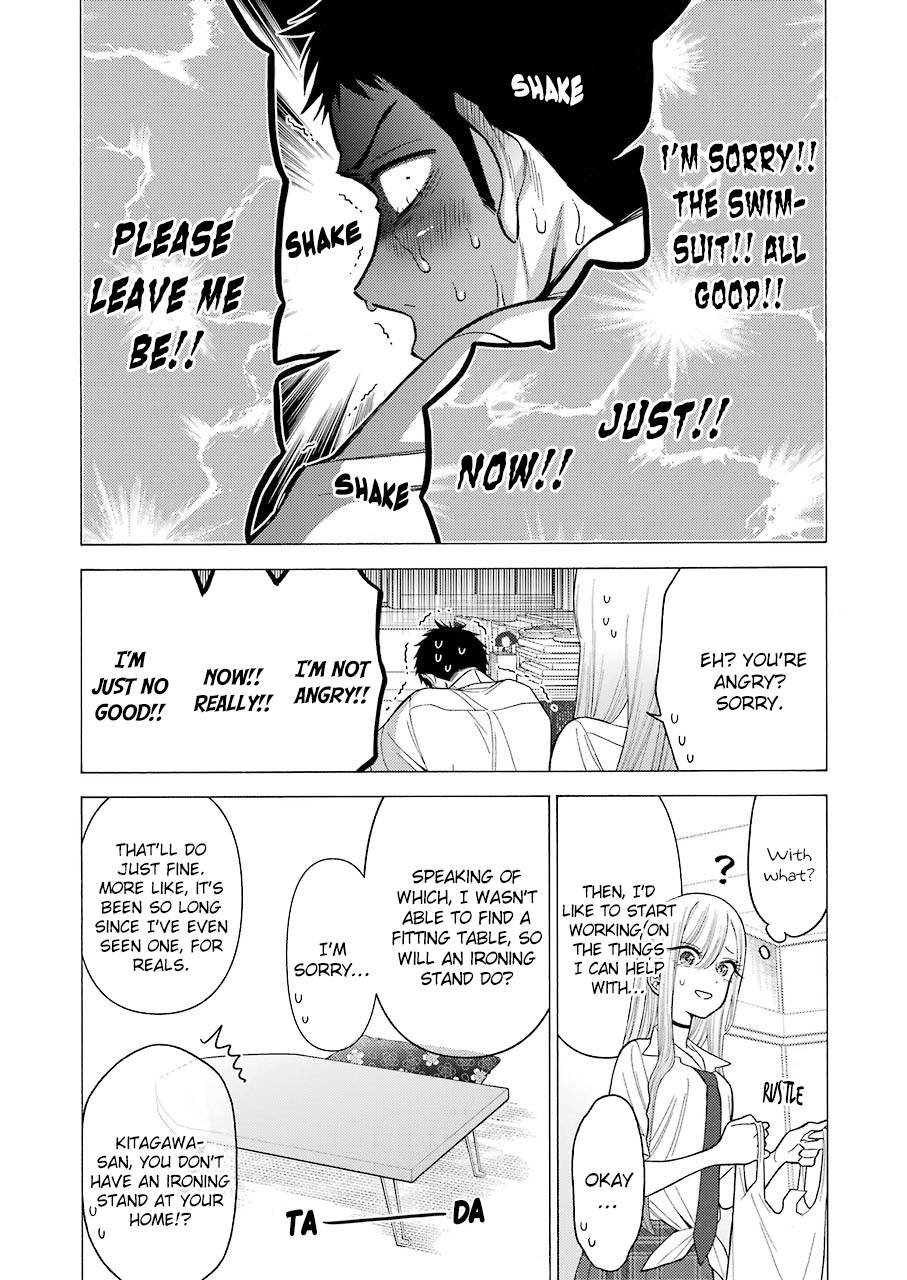 SHAKE
I'M SORRY!!
THE SWIM-
SUIT!! ALL
GOOD!!
SHAKE
PLEASE
LEAVE ME
BE!!
JUST!!
NOW!!
SHAKE
EH? YOU'RE
ANGRY?
SORRY.
I'M NOT
ANGRY!!
NOW!!
REALLY!!
I'M
JUST NO
GOOD!!
With
what?
?
THEN, I'D
LIKE TO START
WORKING ON
THE THINGS
I CAN HELP
WITH...
RUSTLE
OKAY
...
SPEAKING OF
WHICH, I WASN'T
ABLE TO FIND A
FITTING TABLE, SO
WILL AN IRONING
STAND DO?
I'M
SORRY...
THAT'LL DO
JUST FINE.
MORE LIKE, IT'S
BEEN SO LONG
SINCE I'VE EVEN
SEEN ONE, FOR
REALS.
KITAGAWA-
SAN, YOU DON'T
HAVE AN IRONING
STAND AT YOUR
HOME!?
TA DA